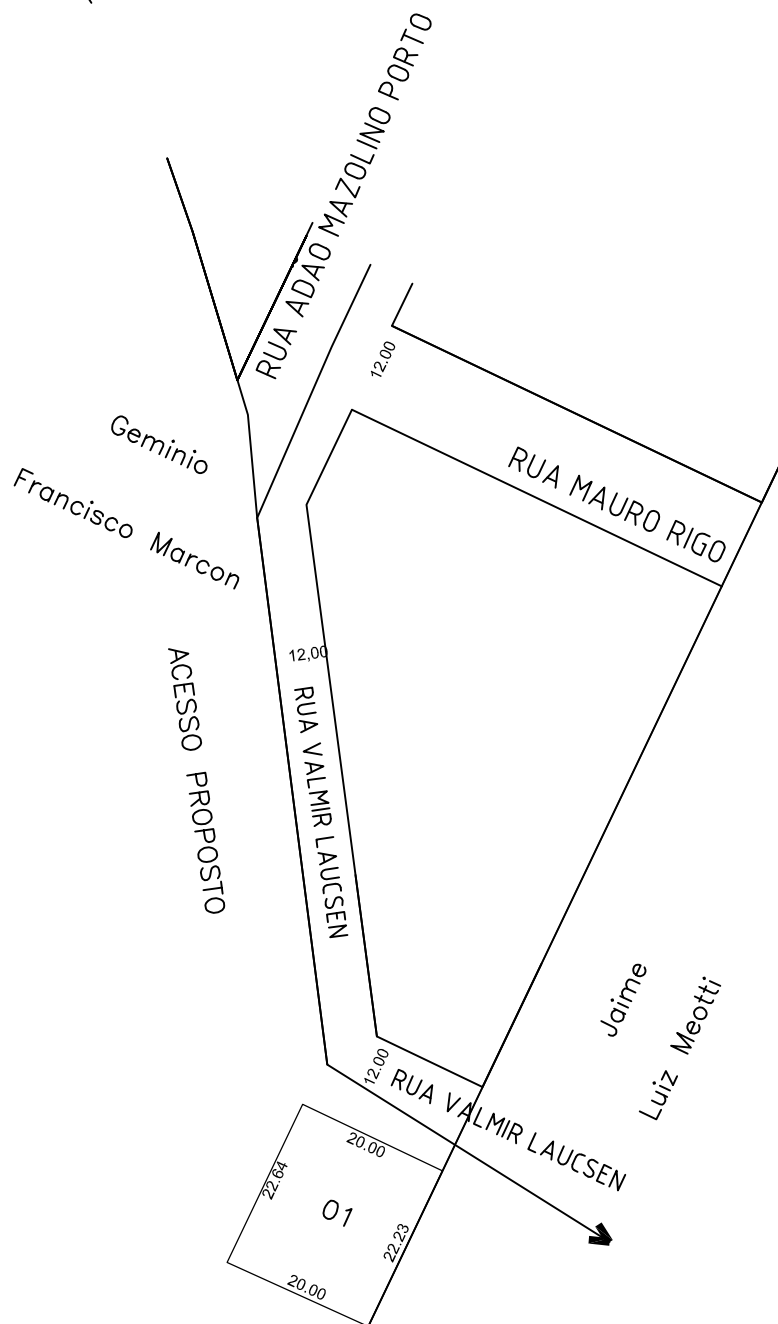 RUA ADAO MAZOLINO PORTO
12.00
Geminio
Francisco Marcon
RUA MAURO RIGO
12,00
ACESSO PROPOSTO
RUA VALMIR LAUCSEN
Jaime
Luiz Meotti
12.00
RUA VALMIR LAUCSEN
20.00
22.64
01
22.23
20.00